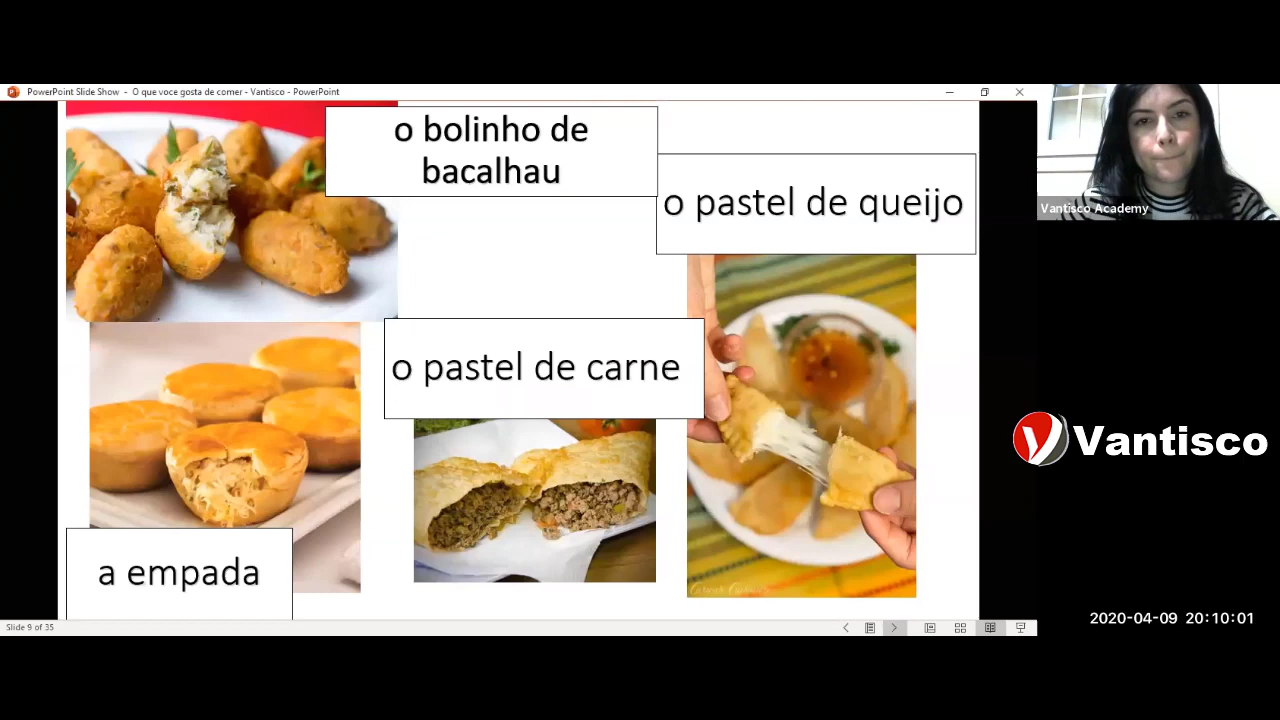 PowerPoint Slide Show - O que voce gosta de comer - Vantisco - PowerPoint
o bolinho de
bacalhau
o pastel de queijo
Vantisco Academy
o pastel de carne
Vantisco
a empada
Slide 9 of 35
2020-04-09 20:10:01